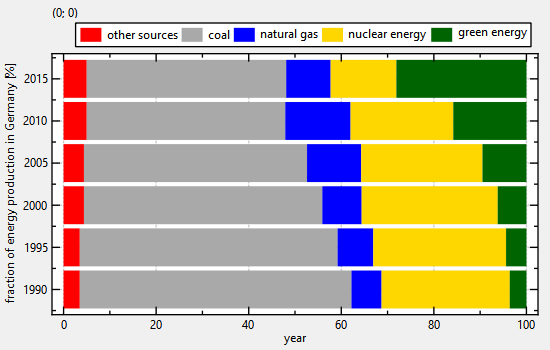 (0; 0)
other sources coal natural gas nuclear energy green energy
fraction of energy production in Germany [%]
2015
2010
2005
2000
1995
1990
0 20 40 60 80 100
year